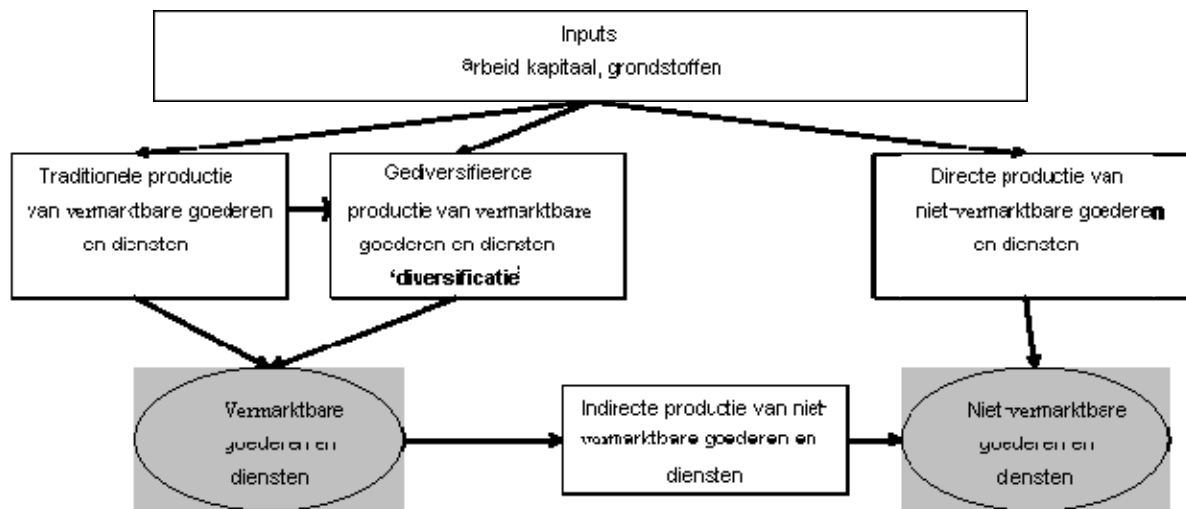 Inputs
arbeid kapitaal, grondstoffen
Traditionele productie
van vermarktbare goederen
en diensten
Gediversifieerce
productie van vermarktbare
goederen en diensten
'diversificatie'
Directe productie van
niet-vermarktbare goederen
en diensten
Vermarktbare
goederen en
diensten
Indirecte productie van niet-
vermarktbare goederen en
diensten
Niet-vermarktbare
goederen en
diensten